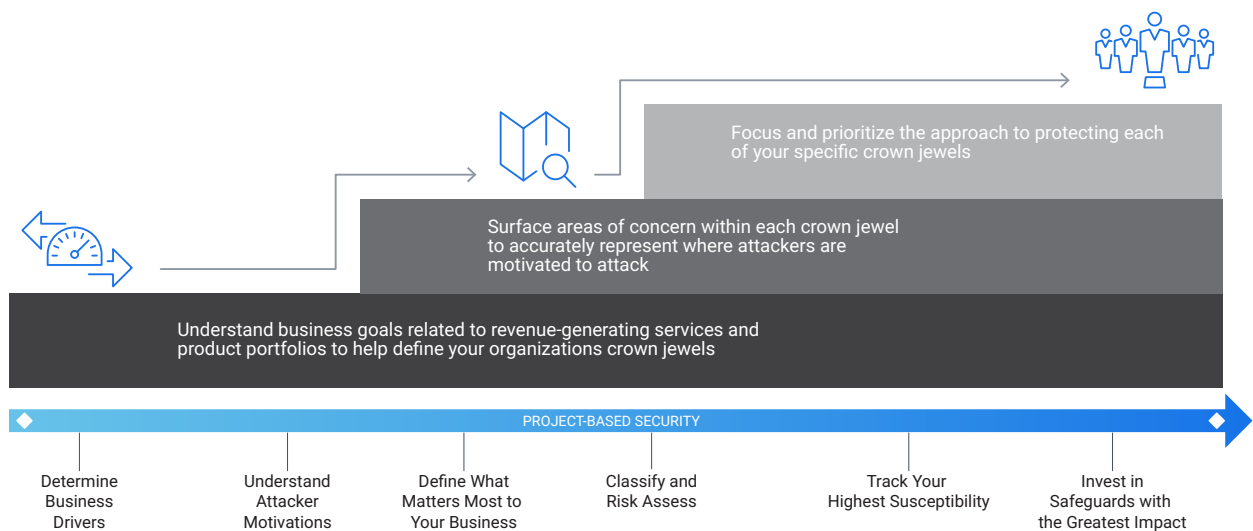 Focus and prioritize the approach to protecting each
of your specific crown jewels
Surface areas of concern within each crown jewel
to accurately represent where attackers are
motivated to attack
Understand business goals related to revenue-generating services and
product portfolios to help define your organizations crown jewels
PROJECT-BASED SECURITY
Determine
Business
Drivers
Understand
Attacker
Motivations
Define What
Matters Most to
Your Business
Classify and
Risk Assess
Track Your
Highest Susceptibility
Invest in
Safeguards with
the Greatest Impact